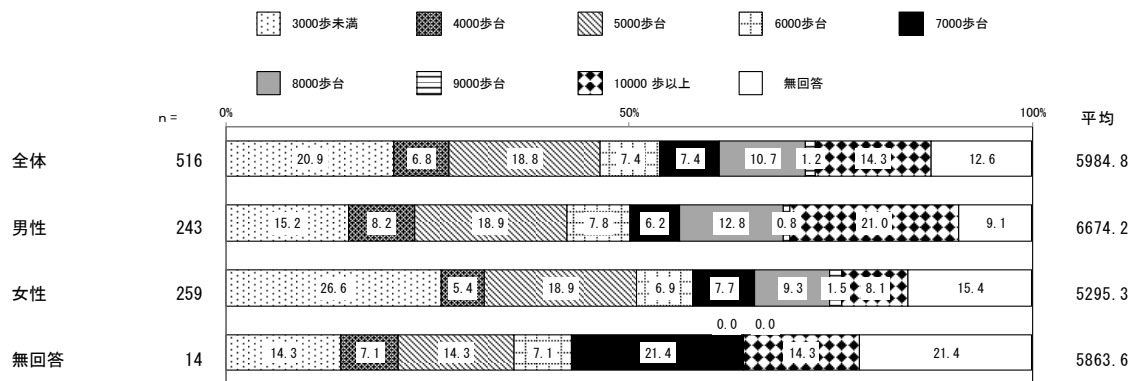 3000歩未満 4000歩台 5000歩台 6000歩台 7000歩台
8000歩台 9000歩台 10000 歩以上 無回答
n= 0% 50% 100% 平均
全体 516 20.9 6.8 18.8 7.4 7.4 10.7 1.2 14.3 12.6 5984.8
男性 243 15.2 8.2 18.9 7.8 6.2 12.8 0.8 21.0 9.1 6674.2
女性 259 26.6 5.4 18.9 6.9 7.7 9.3 1.5 8.1 15.4 5295.3
0.0 0.0
無回答 14 14.3 7.1 14.3 7.1 21.4 14.3 21.4 5863.6